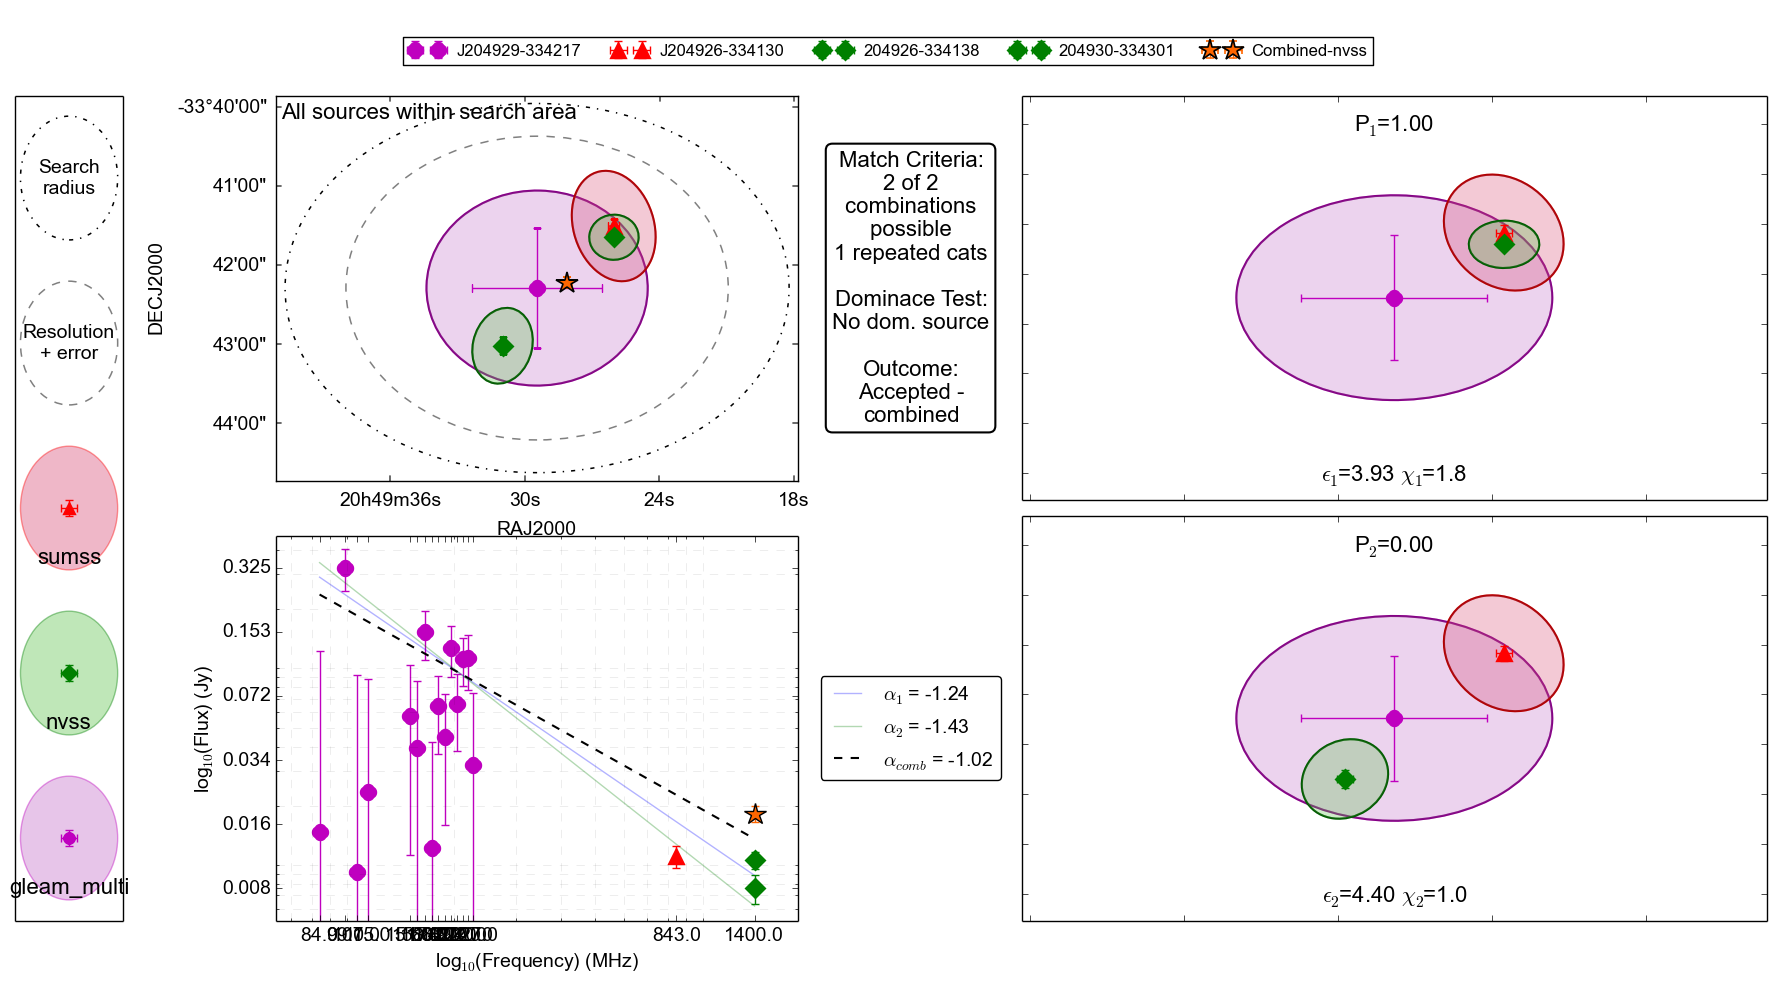 J204929-334217 J204926-334130 204926-334138 204930-334301 Combined-nvss
Search
radius
Resolution
+ error
sumss
nvss
gleam_multi
All sources within search area
-33°40'00"
41'00"
42'00"
43'00"
44'00"
DECJ2000
20h49m36s 30s 24s 18s
RAJ2000
Match Criteria:
2 of 2
combinations
possible
1 repeated cats
Dominace Test:
No dom. source
Outcome:
Accepted -
combined
P1=1.00
ϵ1=3.93 χ1=1.8
P2=0.00
ϵ2=4.40 χ2=1.0
0.325
0.153
0.072
0.034
0.016
0.008
log10(Flux) (Jy)
843.0 1400.0
log10(Frequency) (MHz)
α1 = -1.24
α2 = -1.43
αcomb = -1.02